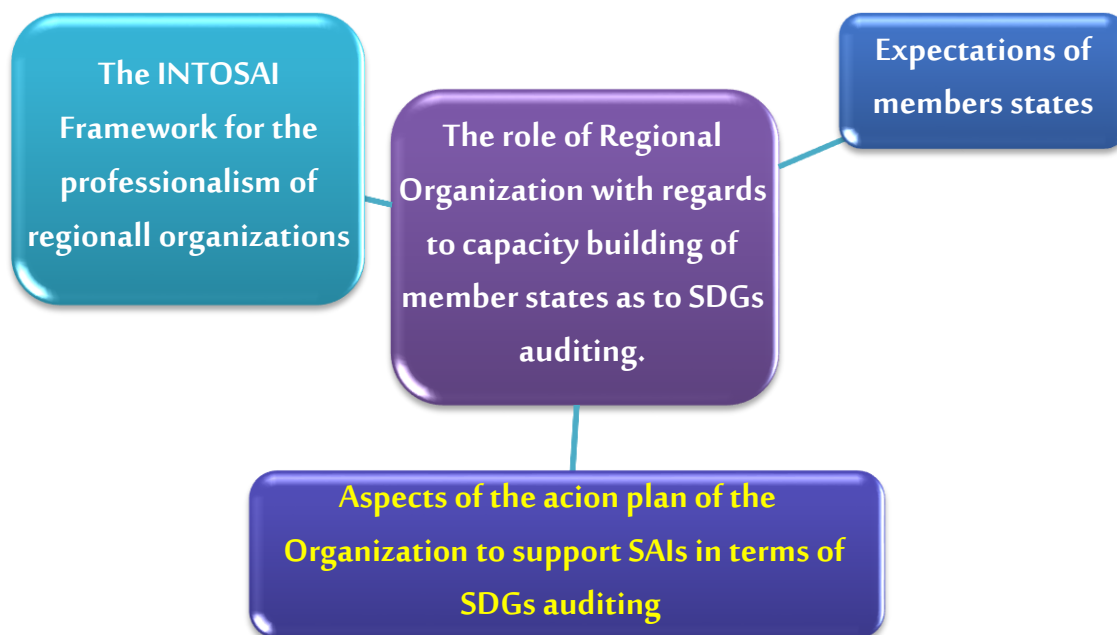 The INTOSAI
Framework for the
professionalism of
regionall organizations
The role of Regional
Organization with regards
to capacity building of
member states as to SDGs
auditing.
Expectations of
members states
Aspects of the acion plan of the
Organization to support SAIs in terms of
SDGs auditing